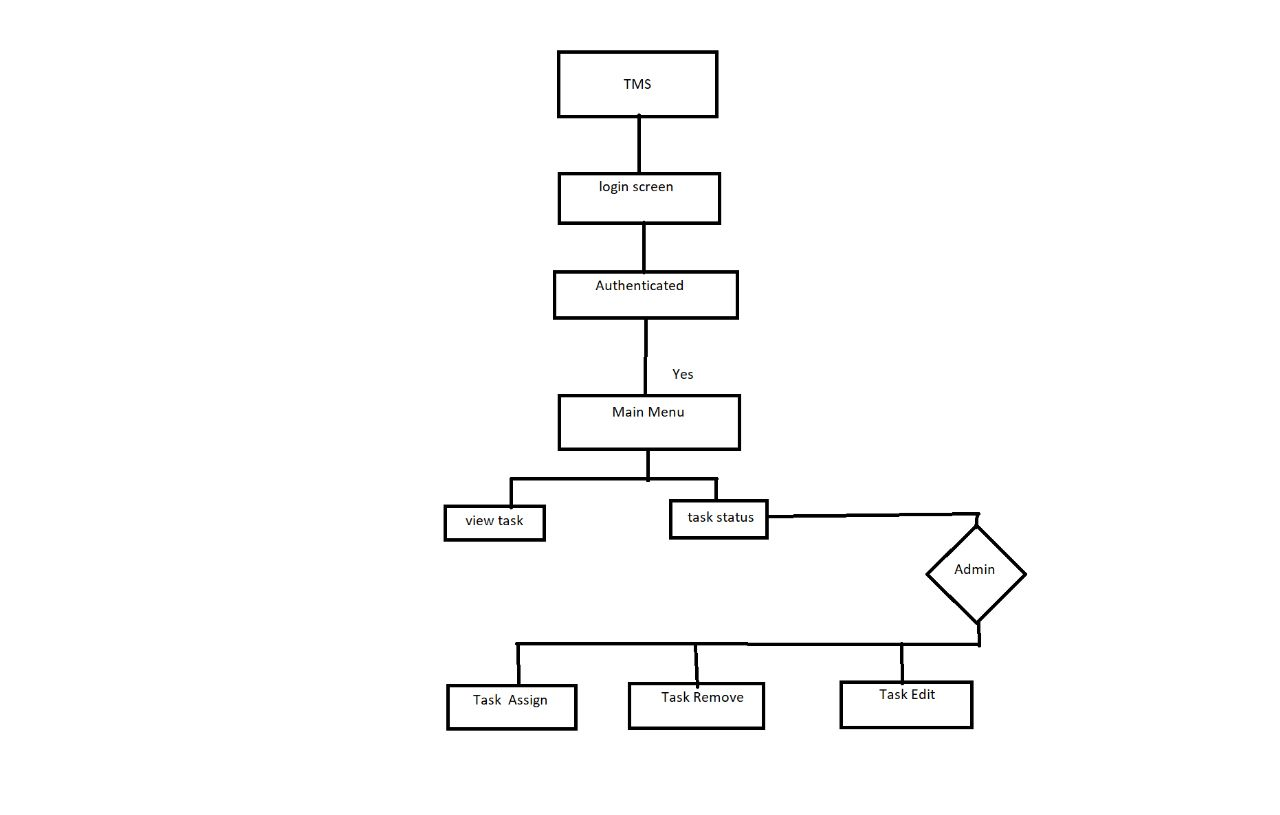 TMS
login screen
Authenticated
Yes
Main Menu
view task
task status
Admin
Task  Assign
Task Remove
Task Edit